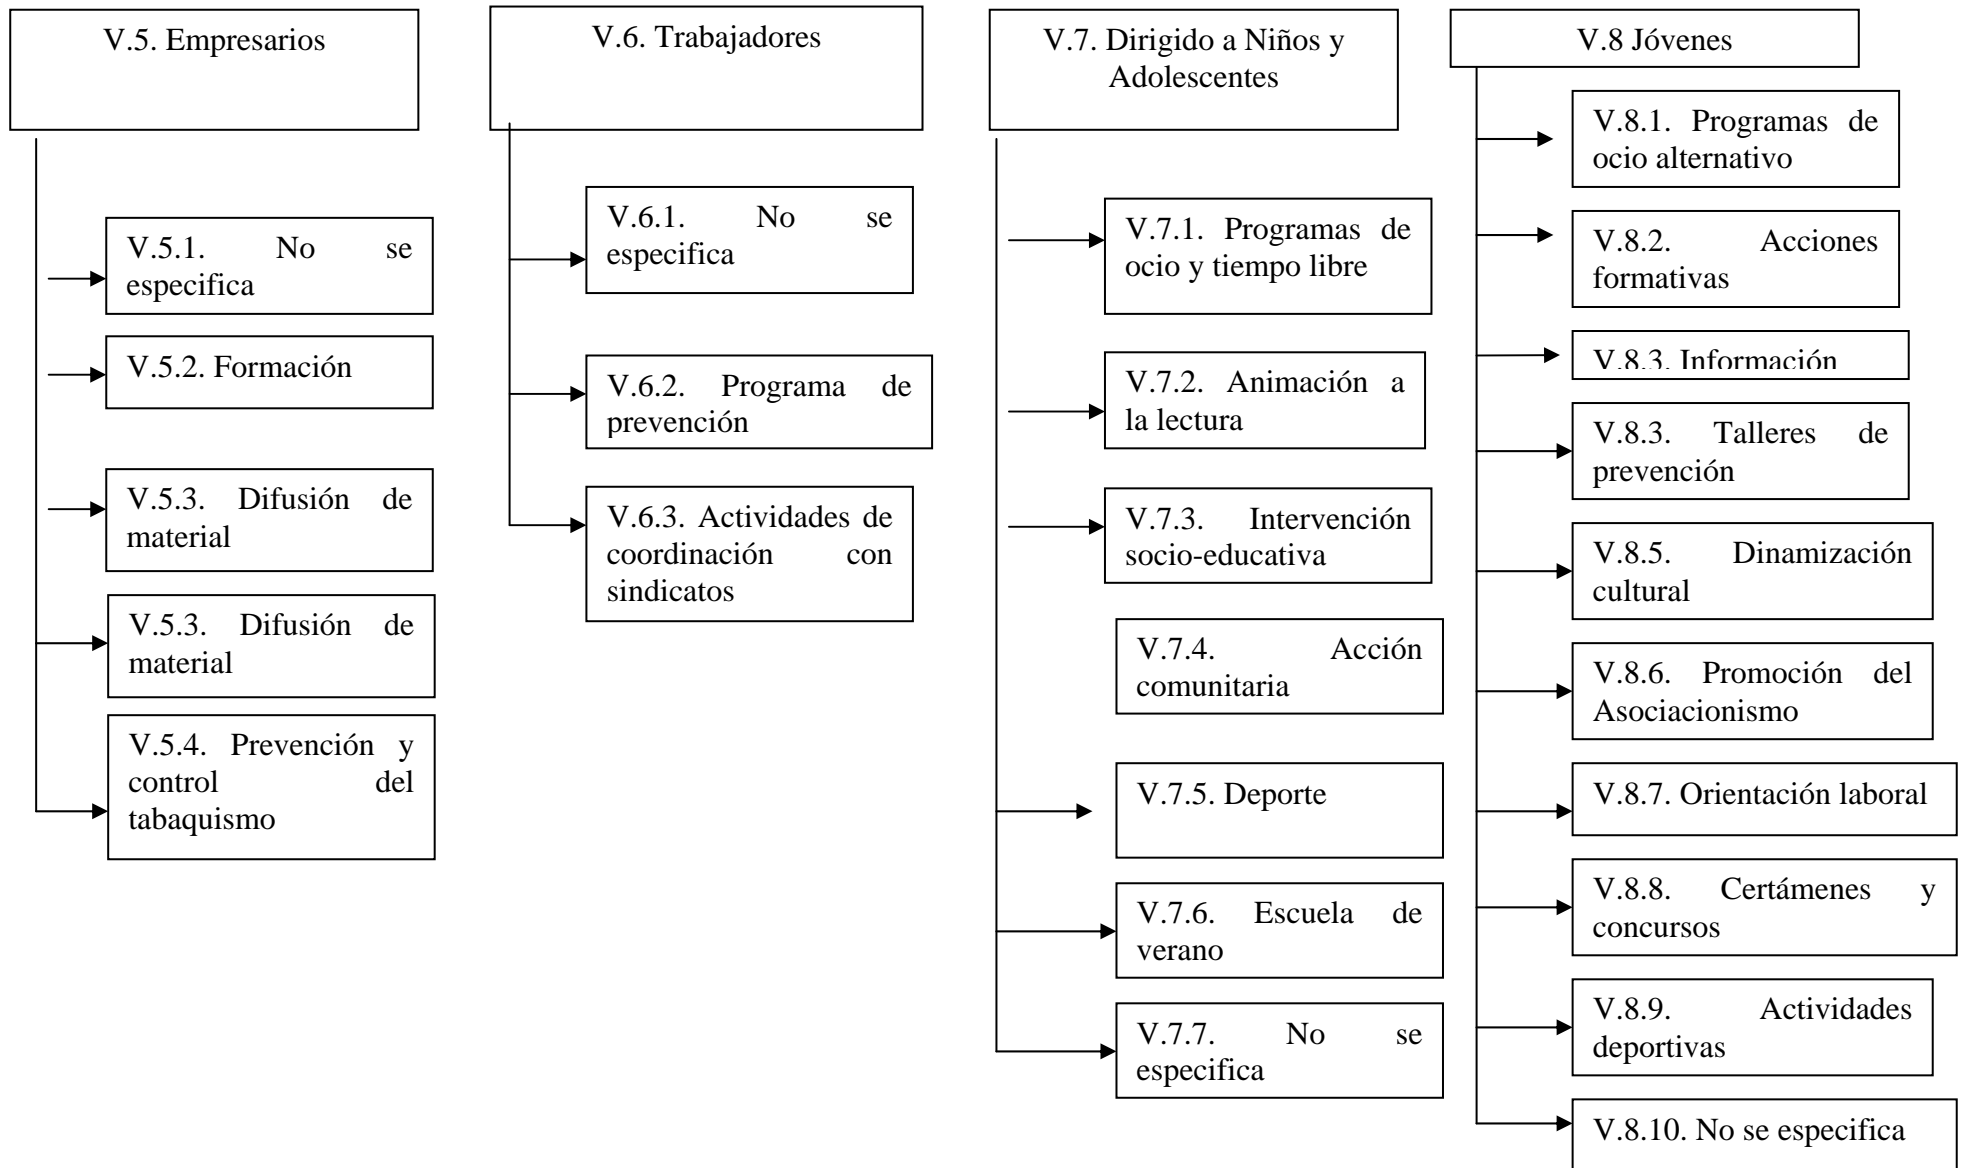 V.5. Empresarios
V.5.1. No se
especifica
V.5.2. Formación
V.5.3. Difusión de
material
V.5.3. Difusión de
material
V.5.4. Prevención y
control del
tabaquismo
V.6. Trabajadores
V.6.1. No se
especifica
V.6.2. Programa de
prevención
V.6.3. Actividades de
coordinación con
sindicatos
V.7. Dirigido a Niños y
Adolescentes
V.7.1. Programas de
ocio y tiempo libre
V.7.2. Animación a
la lectura
V.7.3. Intervención
socio-educativa
V.7.4. Acción
comunitaria
V.7.5. Deporte
V.7.6. Escuela de
verano
V.7.7. No se
especifica
V.8 Jóvenes
V.8.1. Programas de
ocio alternativo
V.8.2. Acciones
formativas
V.8.3. Información
V.8.3. Talleres de
prevención
V.8.5. Dinamización
cultural
V.8.6. Promoción del
Asociacionismo
V.8.7. Orientación laboral
V.8.8. Certámenes y
concursos
V.8.9. Actividades
deportivas
V.8.10. No se especifica